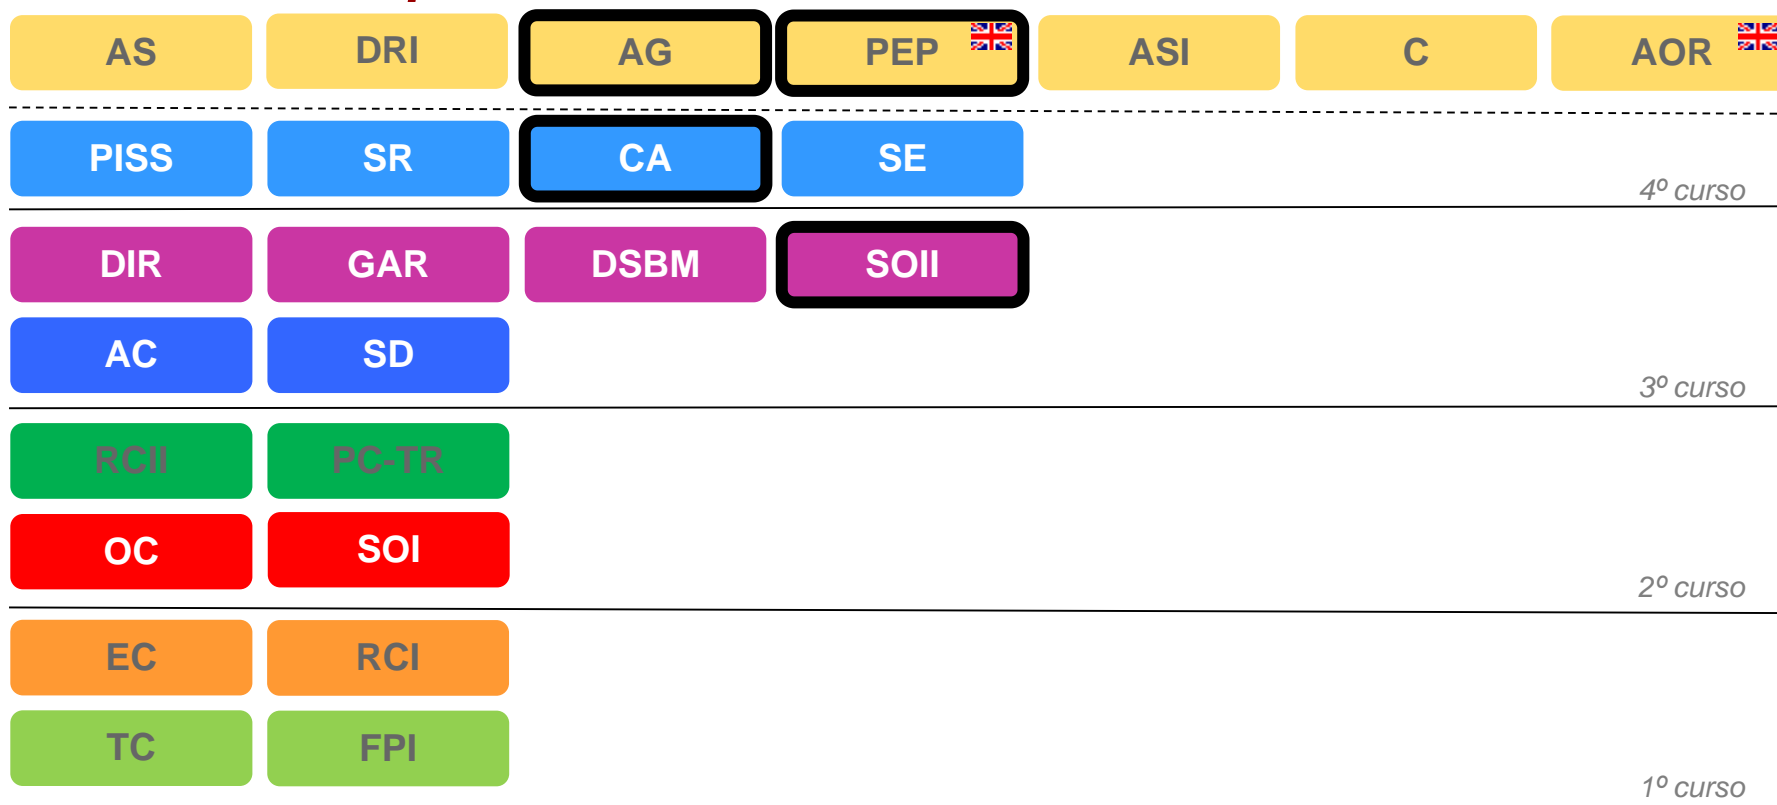 AS DRI AG PEP ASI C AOR
PISS SR CA SE
4º curso
DIR GAR DSBM SOII
AC SD
3º curso
RCII PC-TR
OC SOI
2º curso
EC RCI
TC FPI
1º curso